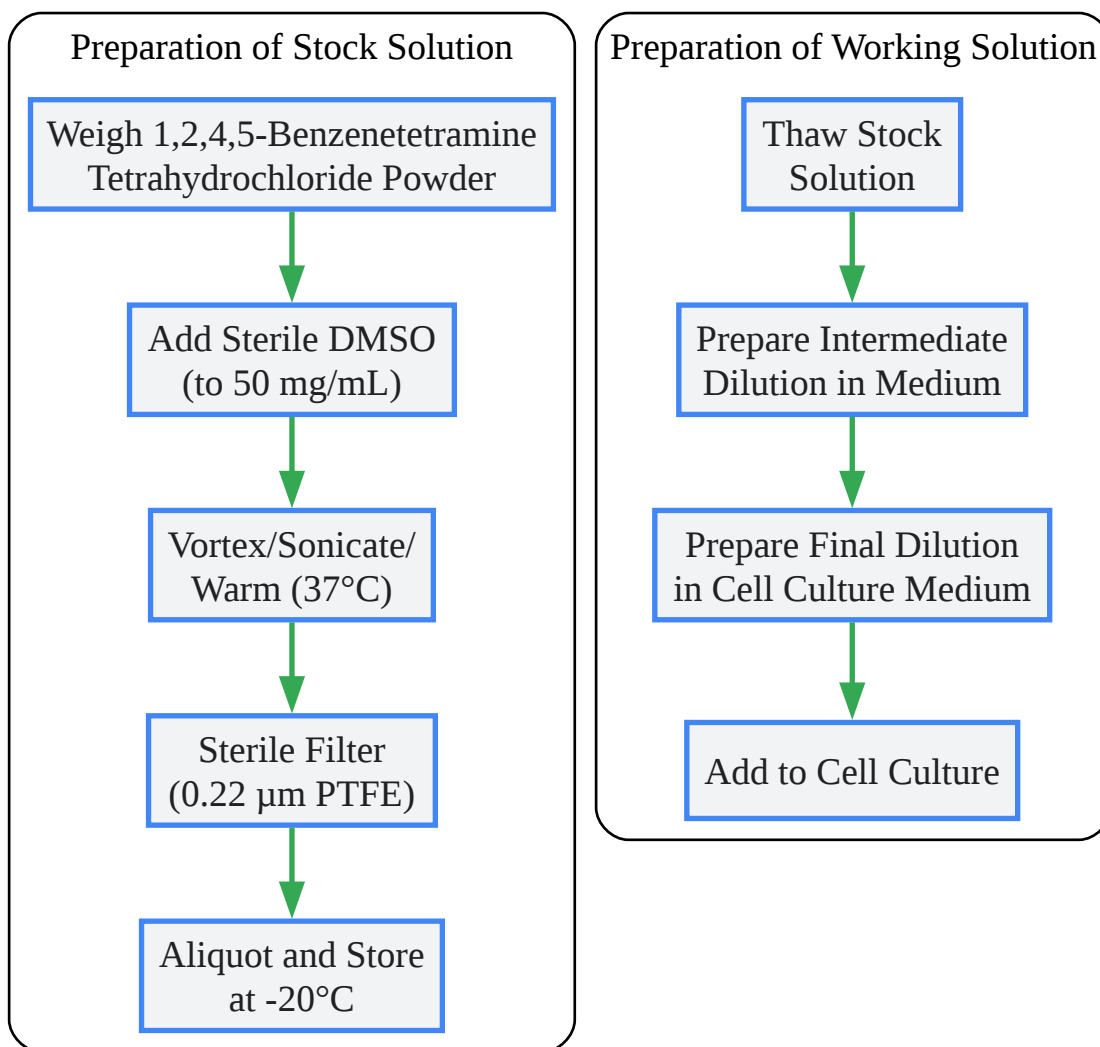 Preparation of Stock Solution
Weigh 1,2,4,5-Benzenetetramine
Tetrahydrochloride Powder
Add Sterile DMSO
(to 50 mg/mL)
Vortex/Sonicate/
Warm (37°C)
Sterile Filter
(0.22 µm PTFE)
Aliquot and Store
at -20°C
Preparation of Working Solution
Thaw Stock
Solution
Prepare Intermediate
Dilution in Medium
Prepare Final Dilution
in Cell Culture Medium
Add to Cell Culture